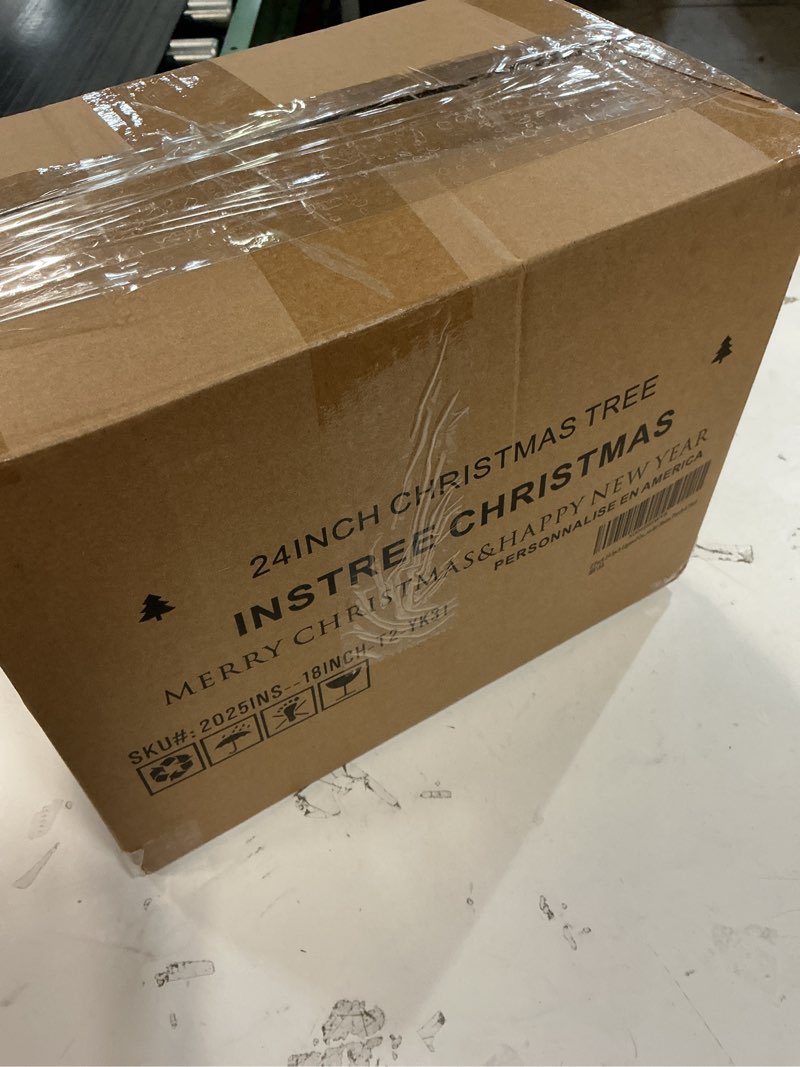 24INCH CHRISTMAS TREE
INSTREE CHRISTMAS
MERRY CHRISTMAS&HAPPY NEW YEAR
PERSONNALISE EN AMERICA
SKU#: 2025INS--18INCH-T2-YK31